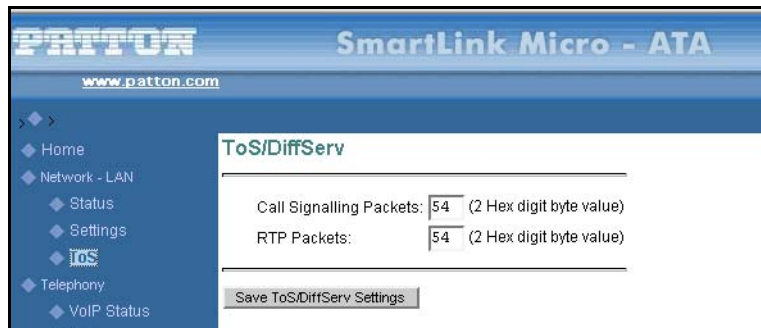 PATTON
SmartLink Micro - ATA
www.patton.com
Home
Network - LAN
Status
Settings
ToS
Telephony
VoIP Status
ToS/DiffServ
Call Signalling Packets: 54 (2 Hex digit byte value)
RTP Packets: 54 (2 Hex digit byte value)
Save ToS/DiffServ Settings